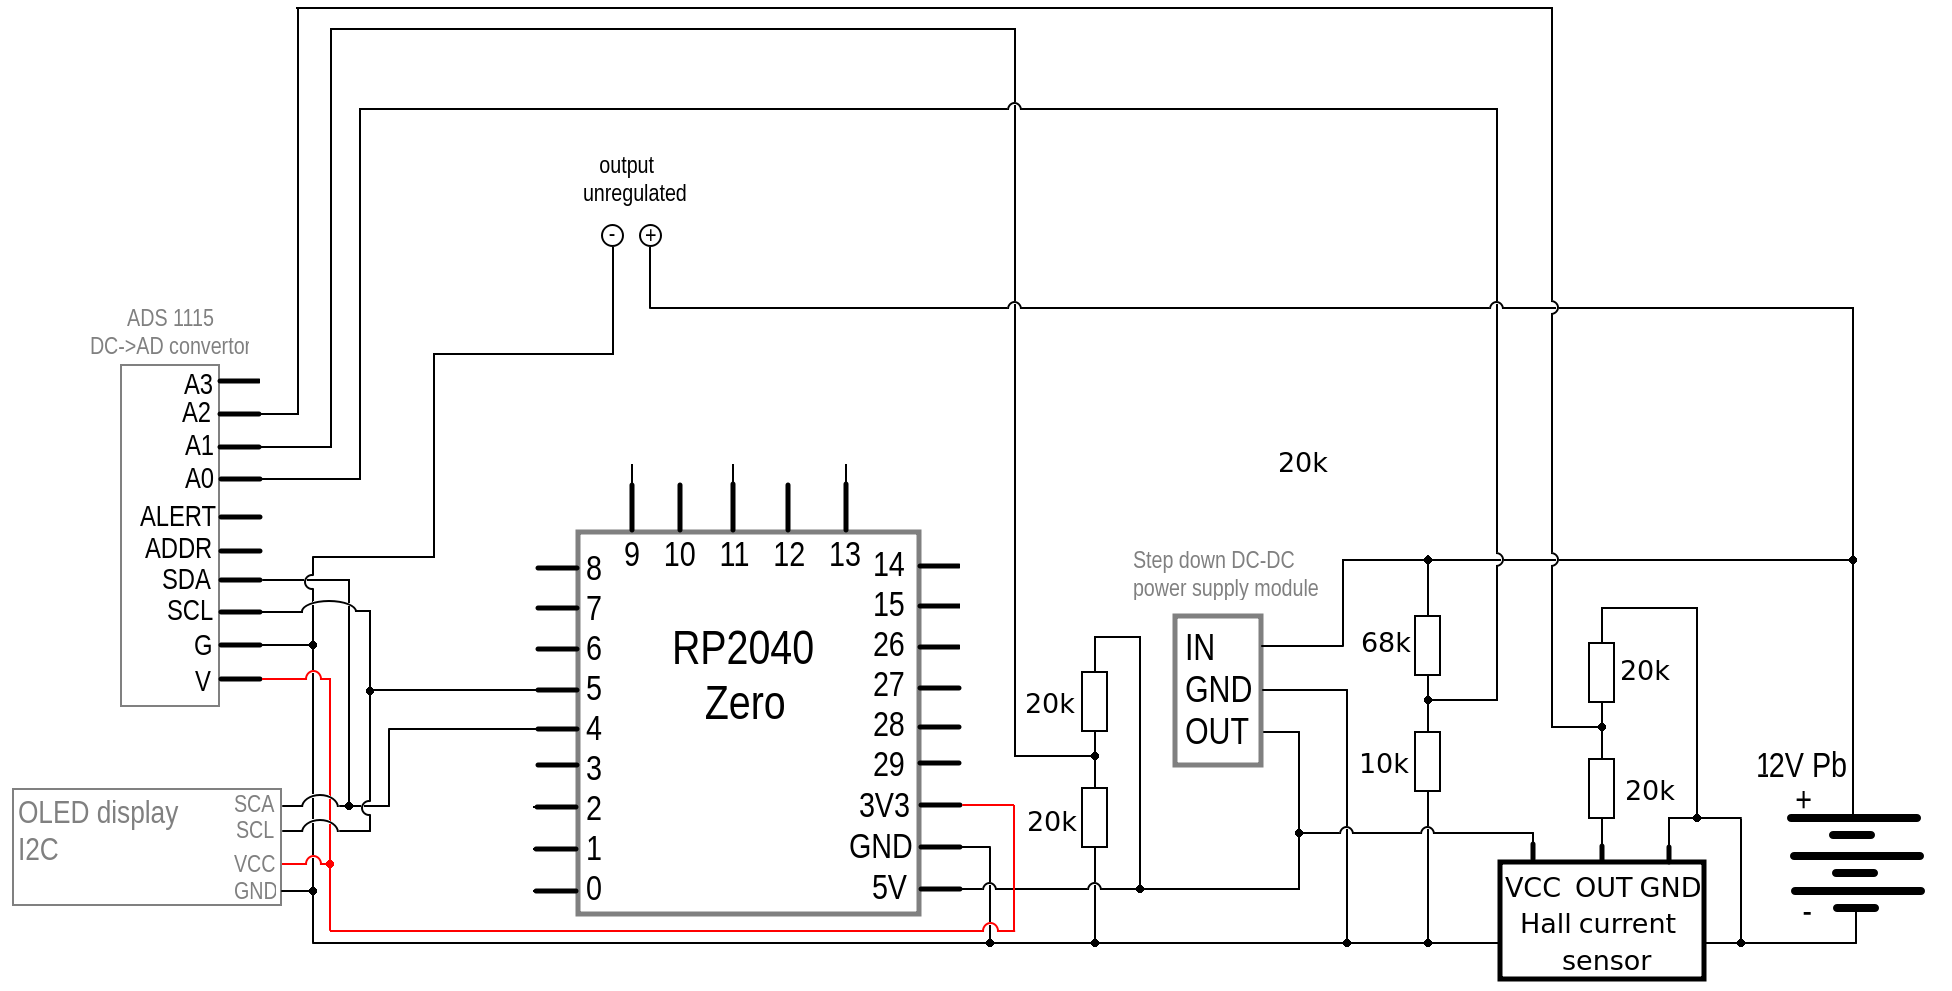 output
unregulated
- +
ADS 1115
DC->AD convertor
A3
A2
A1
A0
ALERT
ADDR
SDA
SCL
G
V
OLED display
I2C
SCA
SCL
VCC
GND
9 10 11 12 13
8
7
6
5
4
3
2
1
0
RP2040
Zero
14
15
26
27
28
29
3V3
GND
5V
20k
20k
20k
Step down DC-DC
power supply module
IN
GND
OUT
68k
10k
20k
20k
VCC OUT GND
Hall current
sensor
12V Pb
+
-